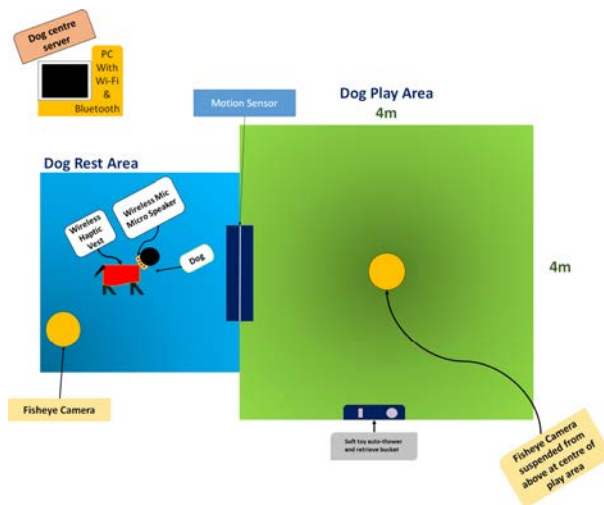 Dog centre
server
PC
With
Wi-Fi
&
Bluetooth
Motion Sensor
Dog Play Area
4m
Dog Rest Area
Wireless
Haptic
Vest
Wireless Mic
Micro Speaker
Dog
4m
Fisheye Camera
Soft toy auto-thower
and retrieve bucket
Fisheye Camera
suspended from
above at centre of
play area